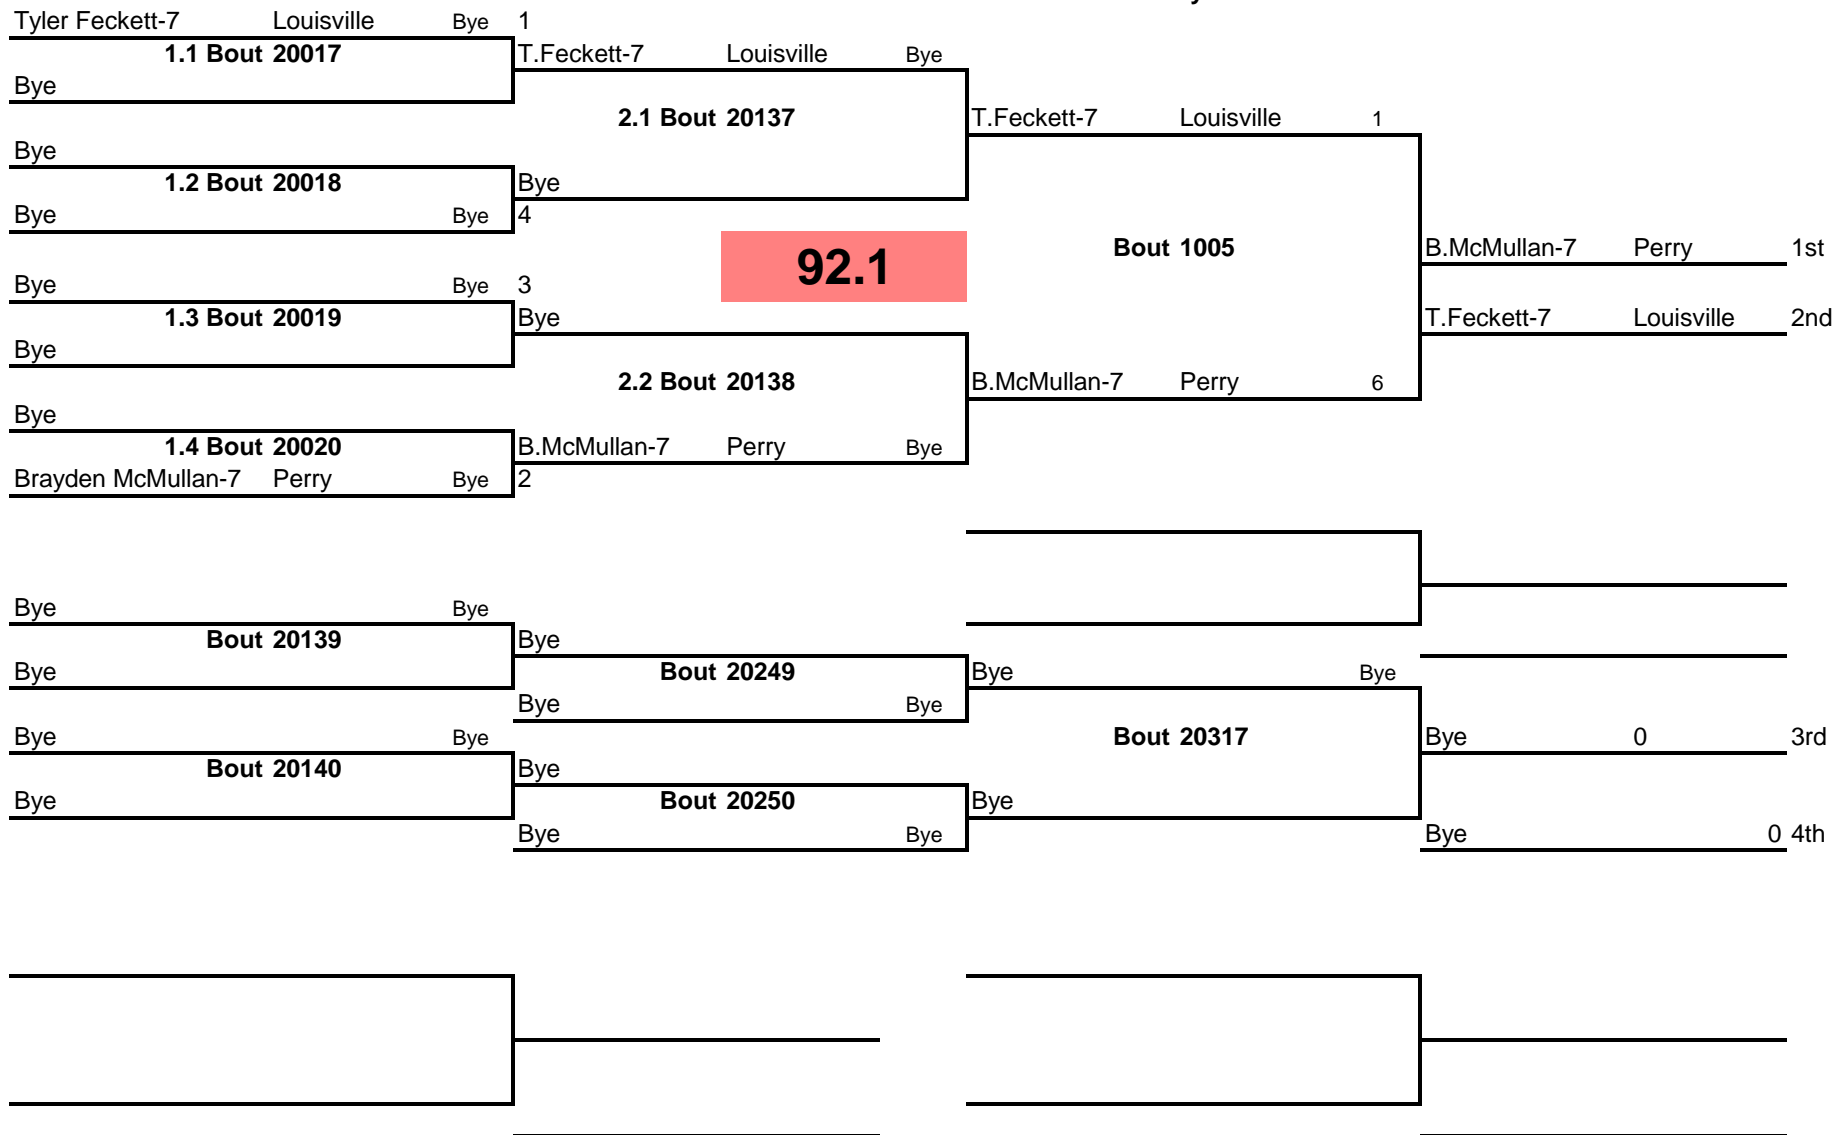 Tyler Feckett-7 Louisville Bye 1
1.1 Bout 20017 T.Feckett-7 Louisville Bye
Bye
2.1 Bout 20137 T.Feckett-7 Louisville 1
Bye
1.2 Bout 20018 Bye
Bye Bye 4
92.1 Bout 1005 B.McMullan-7 Perry 1st
Bye Bye 3
1.3 Bout 20019 Bye T.Feckett-7 Louisville 2nd
Bye
2.2 Bout 20138 B.McMullan-7 Perry 6
Bye
1.4 Bout 20020 B.McMullan-7 Perry Bye
Brayden McMullan-7 Perry Bye 2
Bye Bye
Bout 20139 Bye
Bye Bout 20249 Bye Bye
Bye Bye
Bye Bye Bout 20317 Bye 0 3rd
Bout 20140 Bye
Bye Bout 20250 Bye
Bye Bye Bye 0 4th